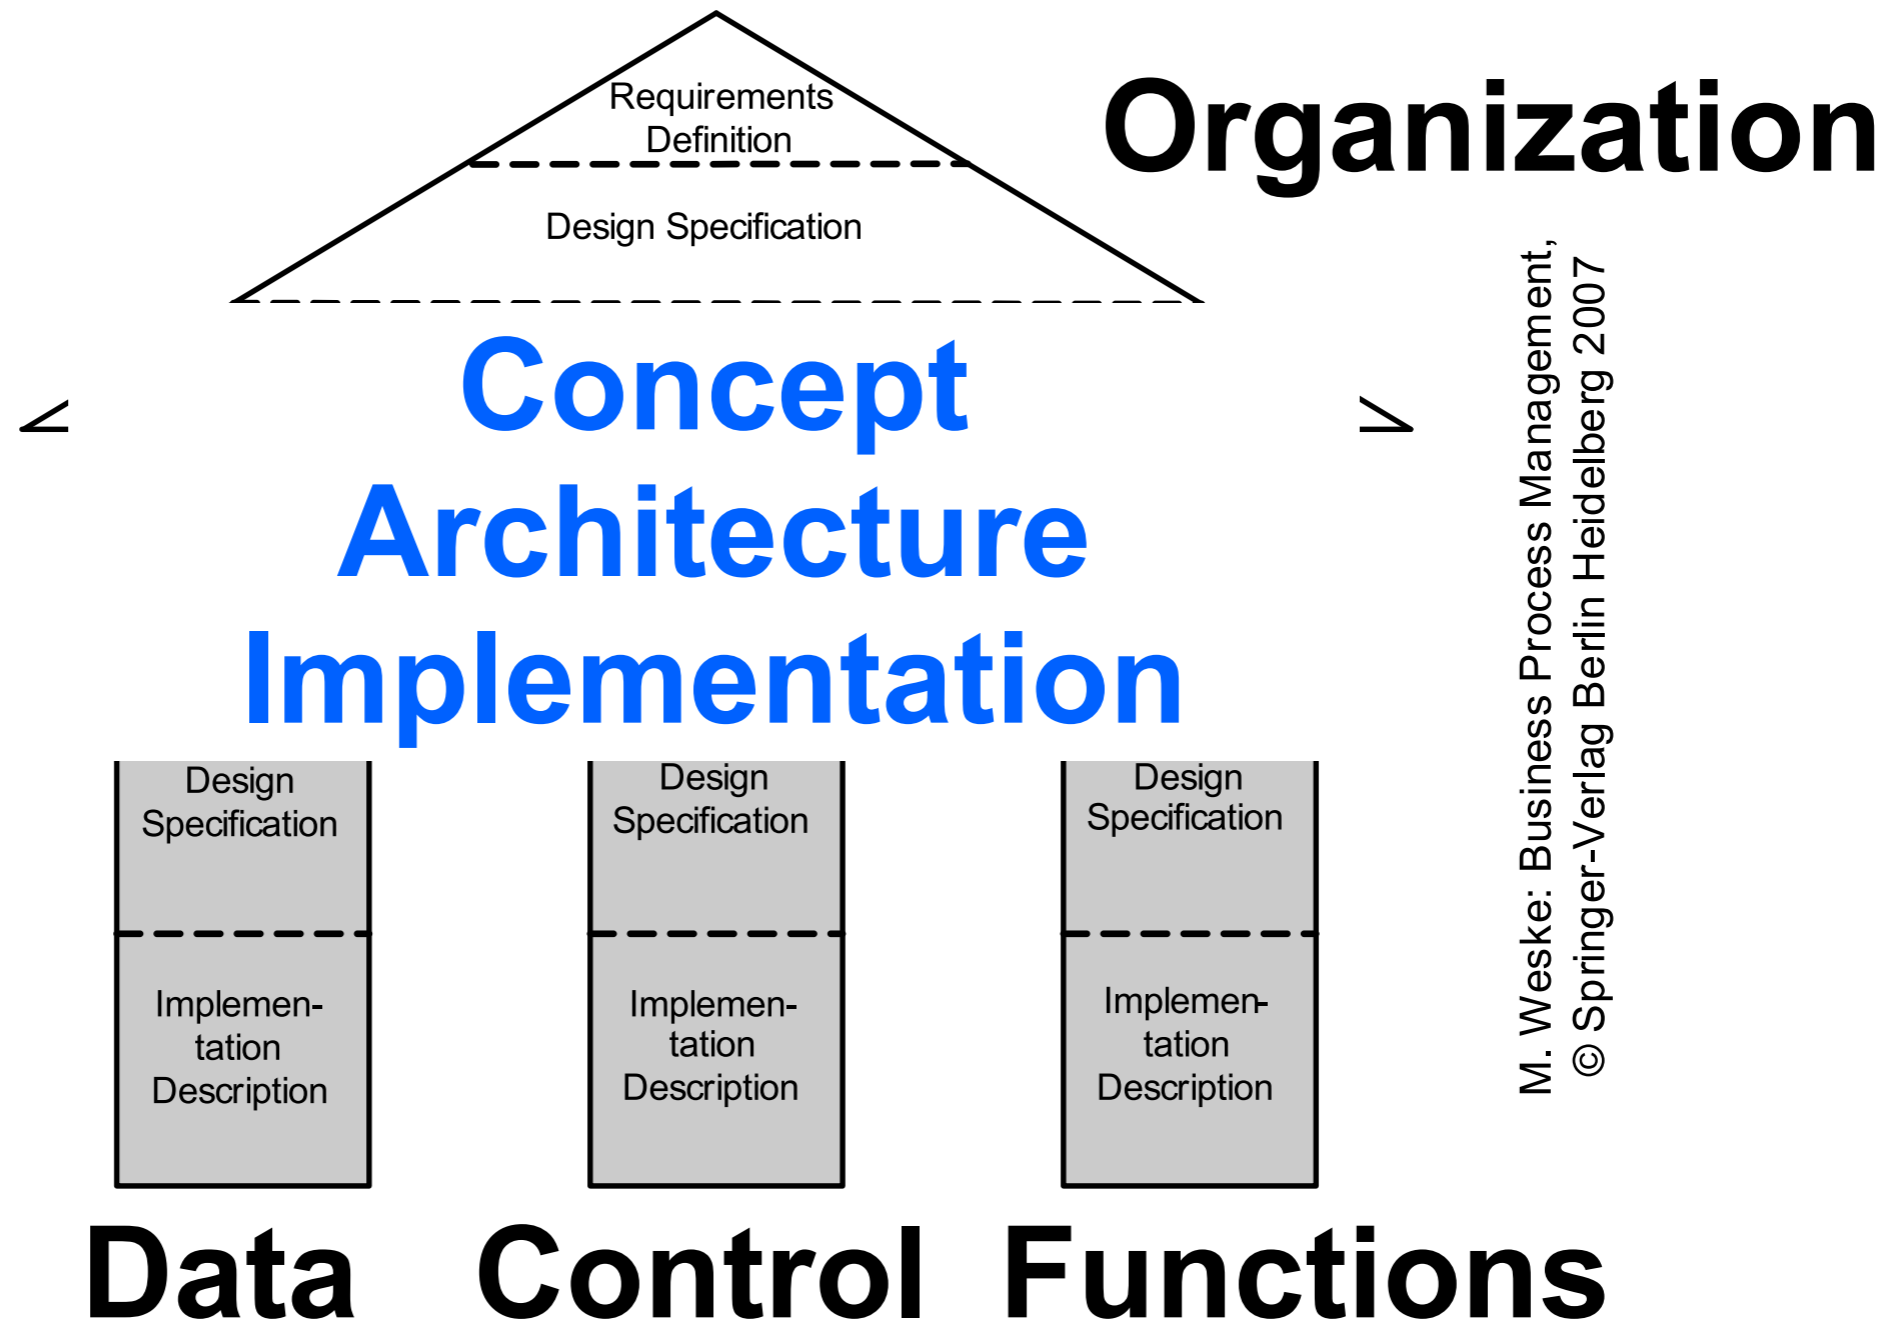 Requirements
Definition
Organization
Design Specification
Concept
Architecture
Implementation
M. Weske: Business Process Management,
© Springer-Verlag Berlin Heidelberg 2007
Design
Specification
Implemen-
tation
Description
Design
Specification
Implemen-
tation
Description
Design
Specification
Implemen-
tation
Description
Data
Control
Functions